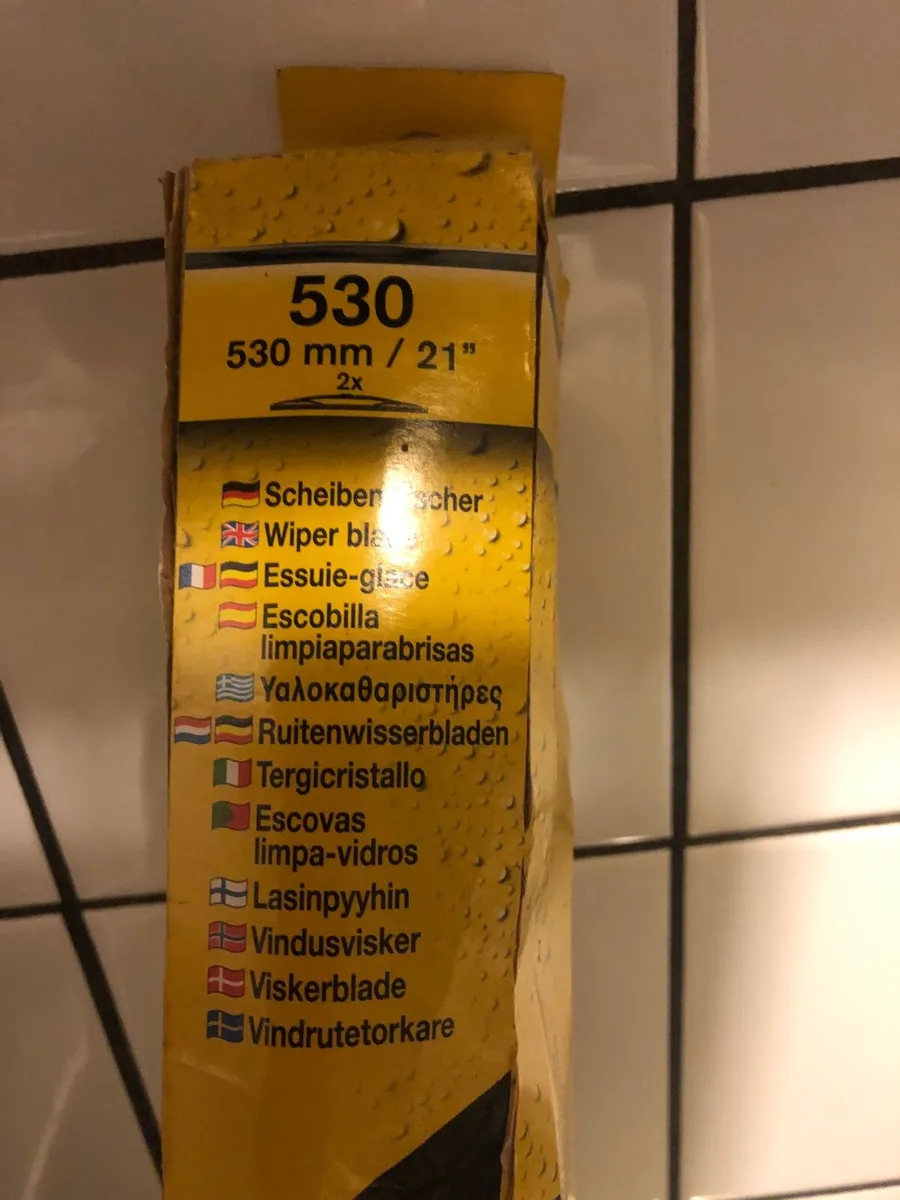 530
530 mm / 21”
2x
Wiper
Essuie-glace
Escobilla
limpiaparabrisas
Υαλοκαθαριστήρες
Ruitenwisserbladen
Tergicristallo
Escovas
limpa-vidros
Lasinpyyhin
Vindusvisker
Viskerblade
Vindrutetorkare